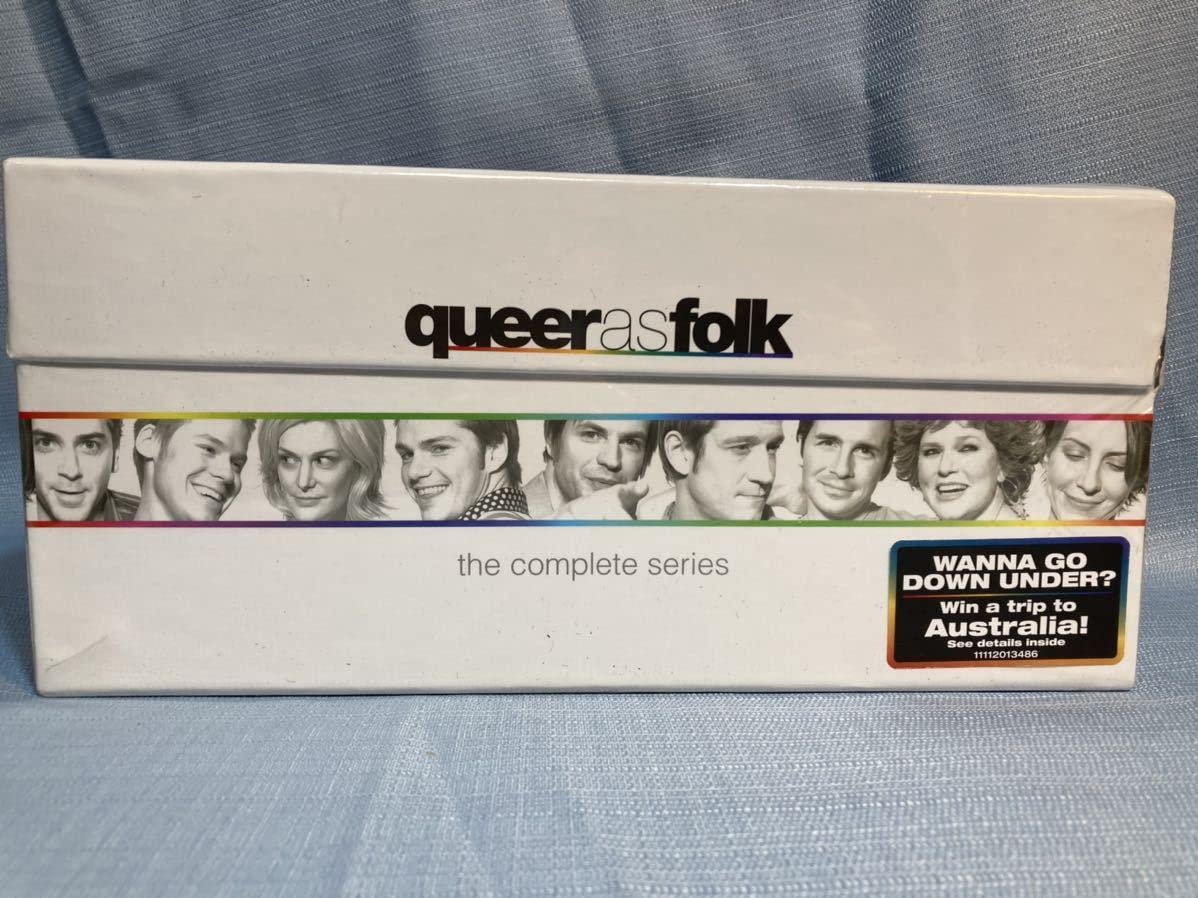 queerasfolk
the complete series
WANNA GO
DOWN UNDER?
Win a trip to
Australia!
See details inside
11112013486